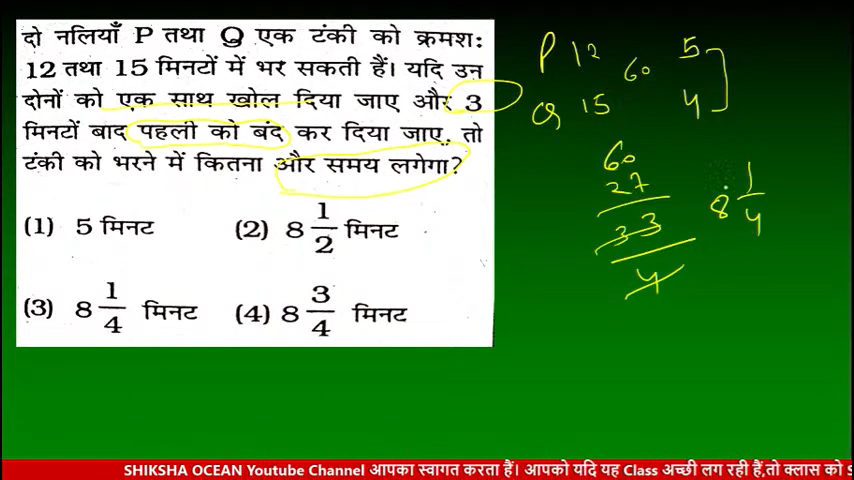 दो नलियाँ P तथा Q एक टंकी को क्रमश:
12 तथा 15 मिनटों में भर सकती हैं। यदि उन
दोनों को एक साथ खोल दिया जाए और 3
मिनटों बाद पहली को बंद कर दिया जाए, तो
टंकी को भरने में कितना और समय लगेगा?
(1) 5 मिनट (2) 8 1/2 मिनट
(3) 8 1/4 मिनट (4) 8 3/4 मिनट
P 12 60 5
Q 15 4
60
27
33
4
8 1/4
SHIKSHA OCEAN Youtube Channel आपका स्वागत करता हैं। आपको यदि यह Class अच्छी लग रही हैं,तो क्लास को S